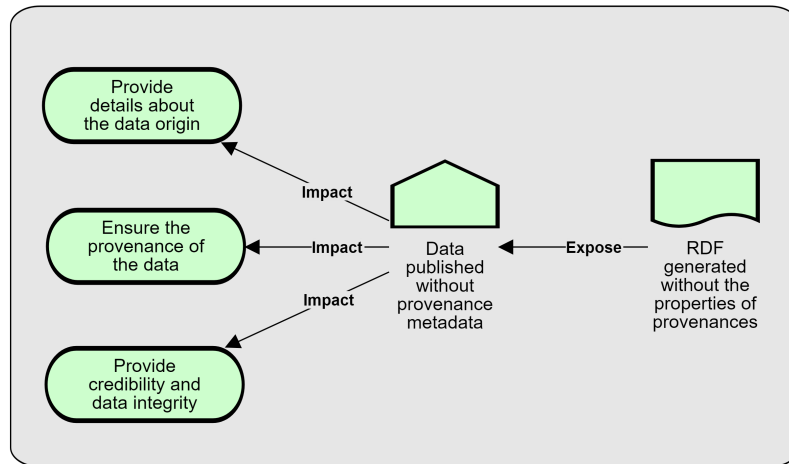 Provide
details about
the data origin
Impact
Ensure the
provenance of
the data
Impact
Data
published
without
provenance
metadata
Expose
RDF
generated
without the
properties of
provenances
Impact
Provide
credibility and
data integrity